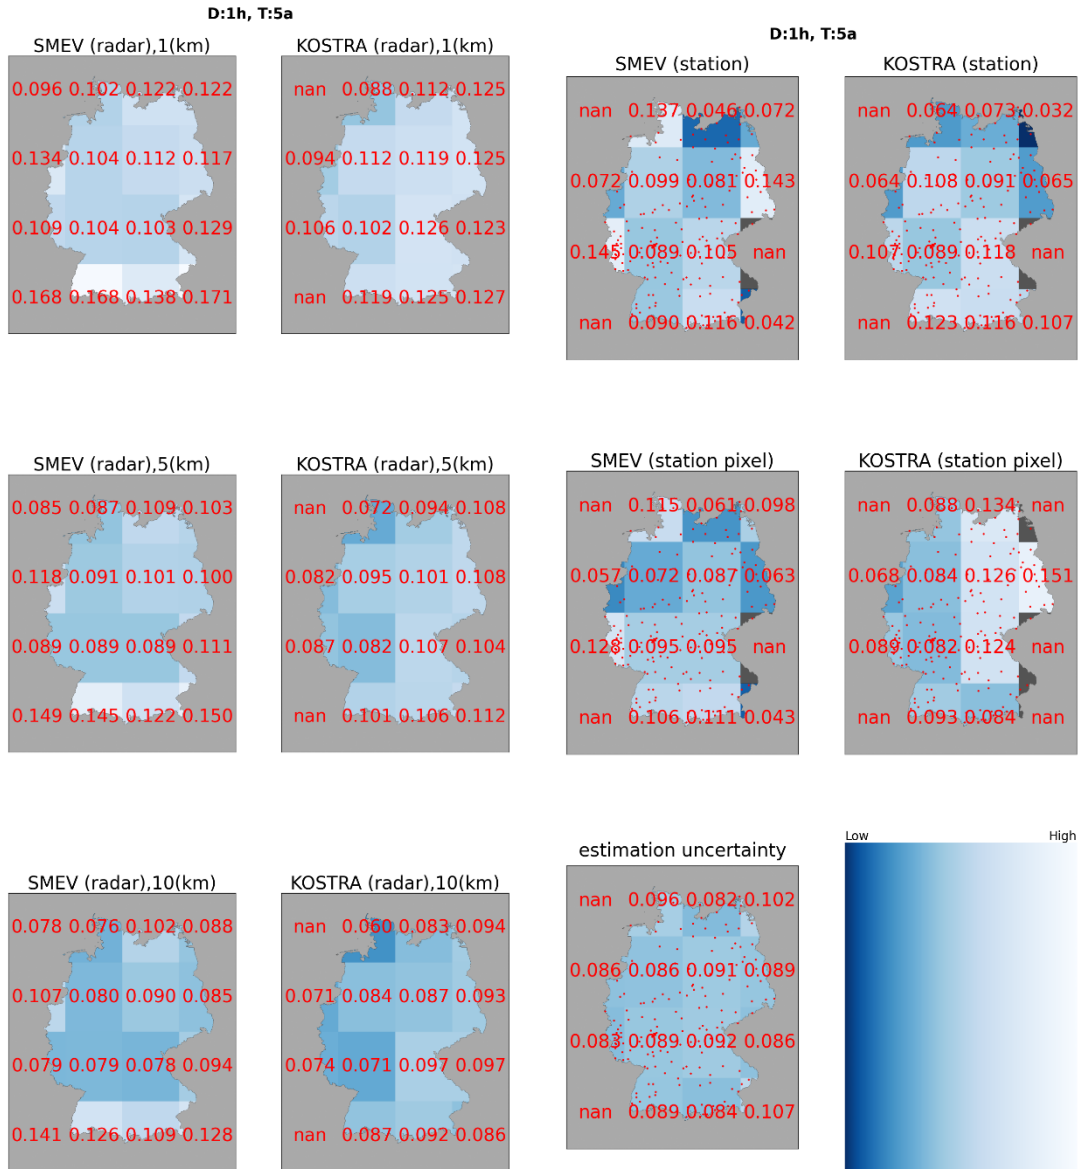 D:1h, T:5a
SMEV (radar),1(km)
0.096 0.102 0.122 0.122
0.134 0.104 0.112 0.117
0.109 0.104 0.103 0.129
0.168 0.168 0.138 0.171
KOSTRA (radar),1(km)
nan 0.088 0.112 0.125
0.094 0.112 0.119 0.125
0.106 0.102 0.126 0.123
nan 0.119 0.125 0.127
SMEV (radar),5(km)
0.085 0.087 0.109 0.103
0.118 0.091 0.101 0.100
0.089 0.089 0.089 0.111
0.149 0.145 0.122 0.150
KOSTRA (radar),5(km)
nan 0.072 0.094 0.108
0.082 0.095 0.101 0.108
0.087 0.082 0.107 0.104
nan 0.101 0.106 0.112
SMEV (radar),10(km)
0.078 0.076 0.102 0.088
0.107 0.080 0.090 0.085
0.079 0.079 0.078 0.094
0.141 0.126 0.109 0.128
KOSTRA (radar),10(km)
nan 0.060 0.083 0.094
0.071 0.084 0.087 0.093
0.074 0.071 0.097 0.097
nan 0.087 0.092 0.086
D:1h, T:5a
SMEV (station)
nan 0.137 0.046 0.072
0.072 0.099 0.081 0.143
0.145 0.089 0.105 nan
nan 0.090 0.116 0.042
KOSTRA (station)
nan 0.064 0.073 0.032
0.064 0.108 0.091 0.065
0.107 0.089 0.118 nan
nan 0.123 0.116 0.107
SMEV (station pixel)
nan 0.115 0.061 0.098
0.057 0.072 0.087 0.063
0.128 0.095 0.095 nan
nan 0.106 0.111 0.043
KOSTRA (station pixel)
nan 0.088 0.134 nan
0.068 0.084 0.126 0.151
0.089 0.082 0.124 nan
nan 0.093 0.084 nan
estimation uncertainty
nan 0.096 0.082 0.102
0.086 0.086 0.091 0.089
0.083 0.089 0.092 0.086
nan 0.089 0.084 0.107
Low High